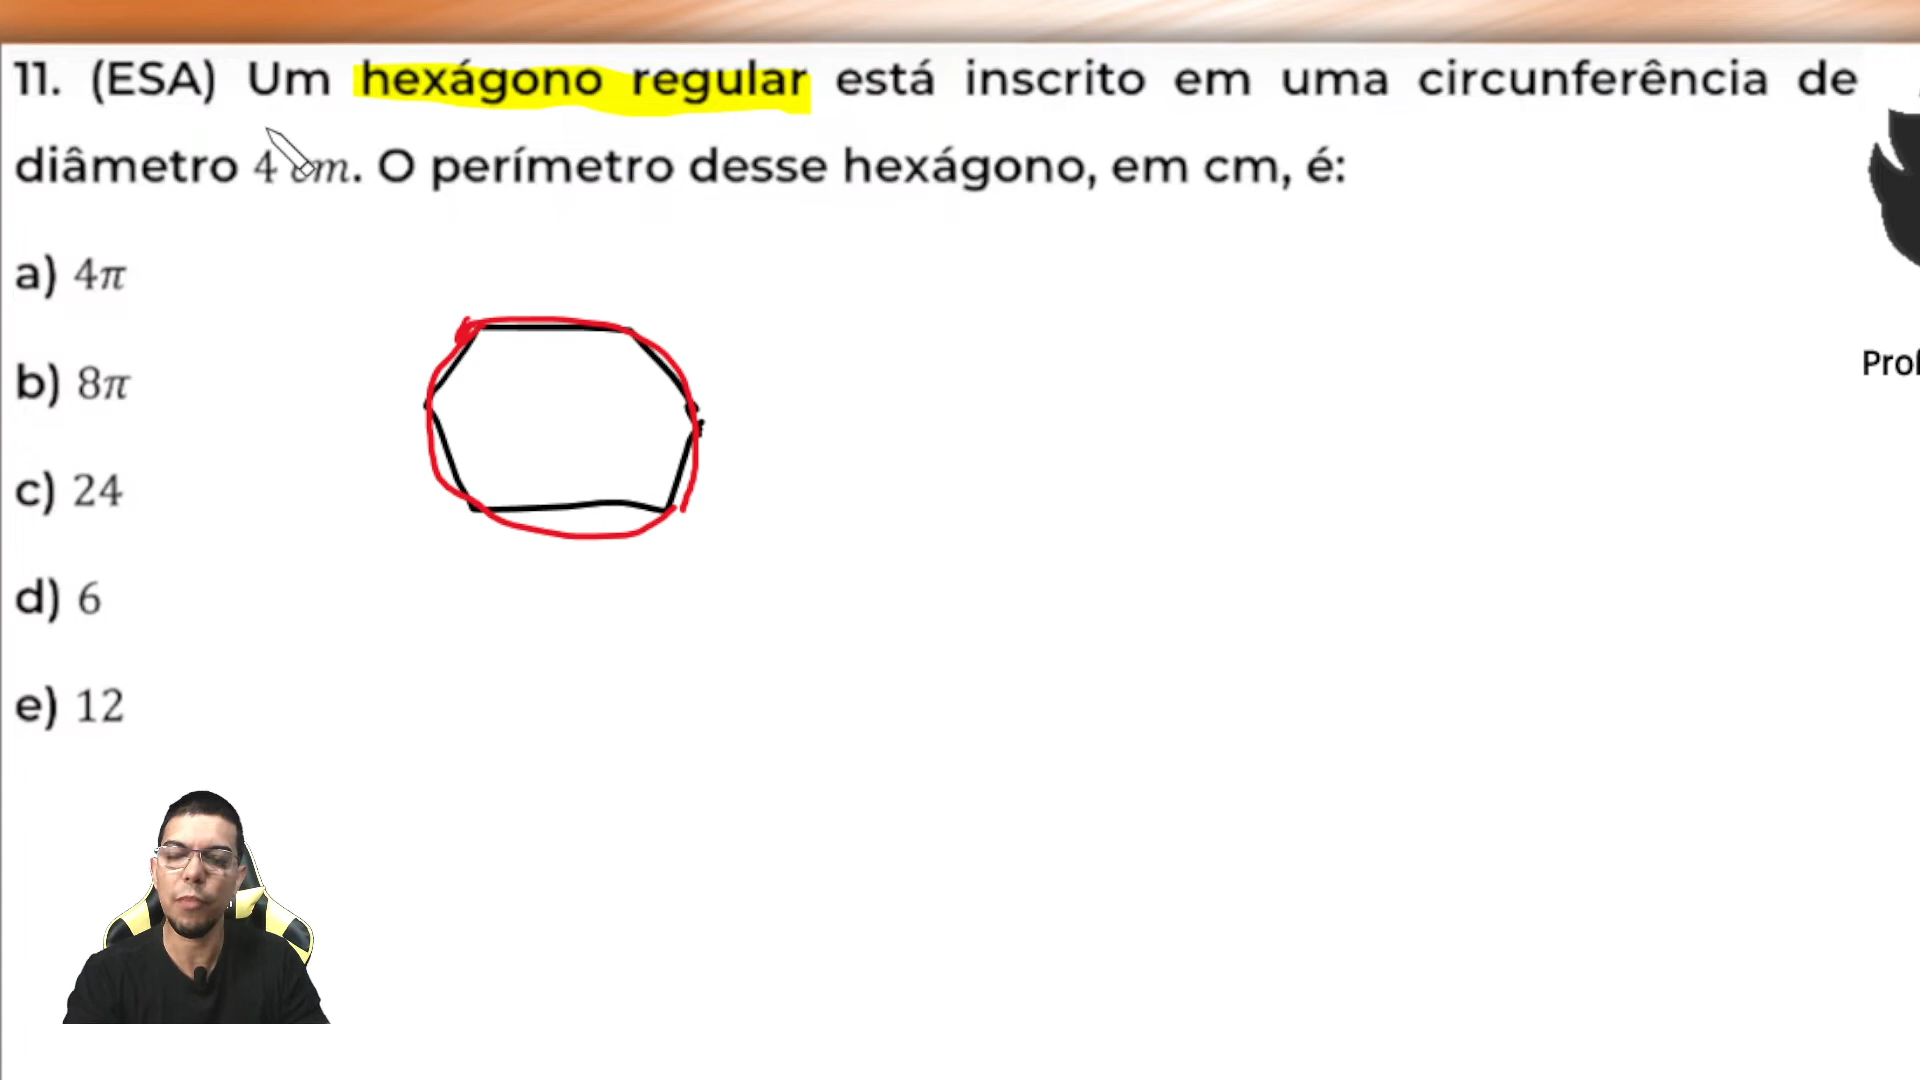 11. (ESA) Um hexágono regular está inscrito em uma circunferência de
diâmetro 4 cm. O perímetro desse hexágono, em cm, é:
a) 4π
b) 8π
c) 24
d) 6
e) 12